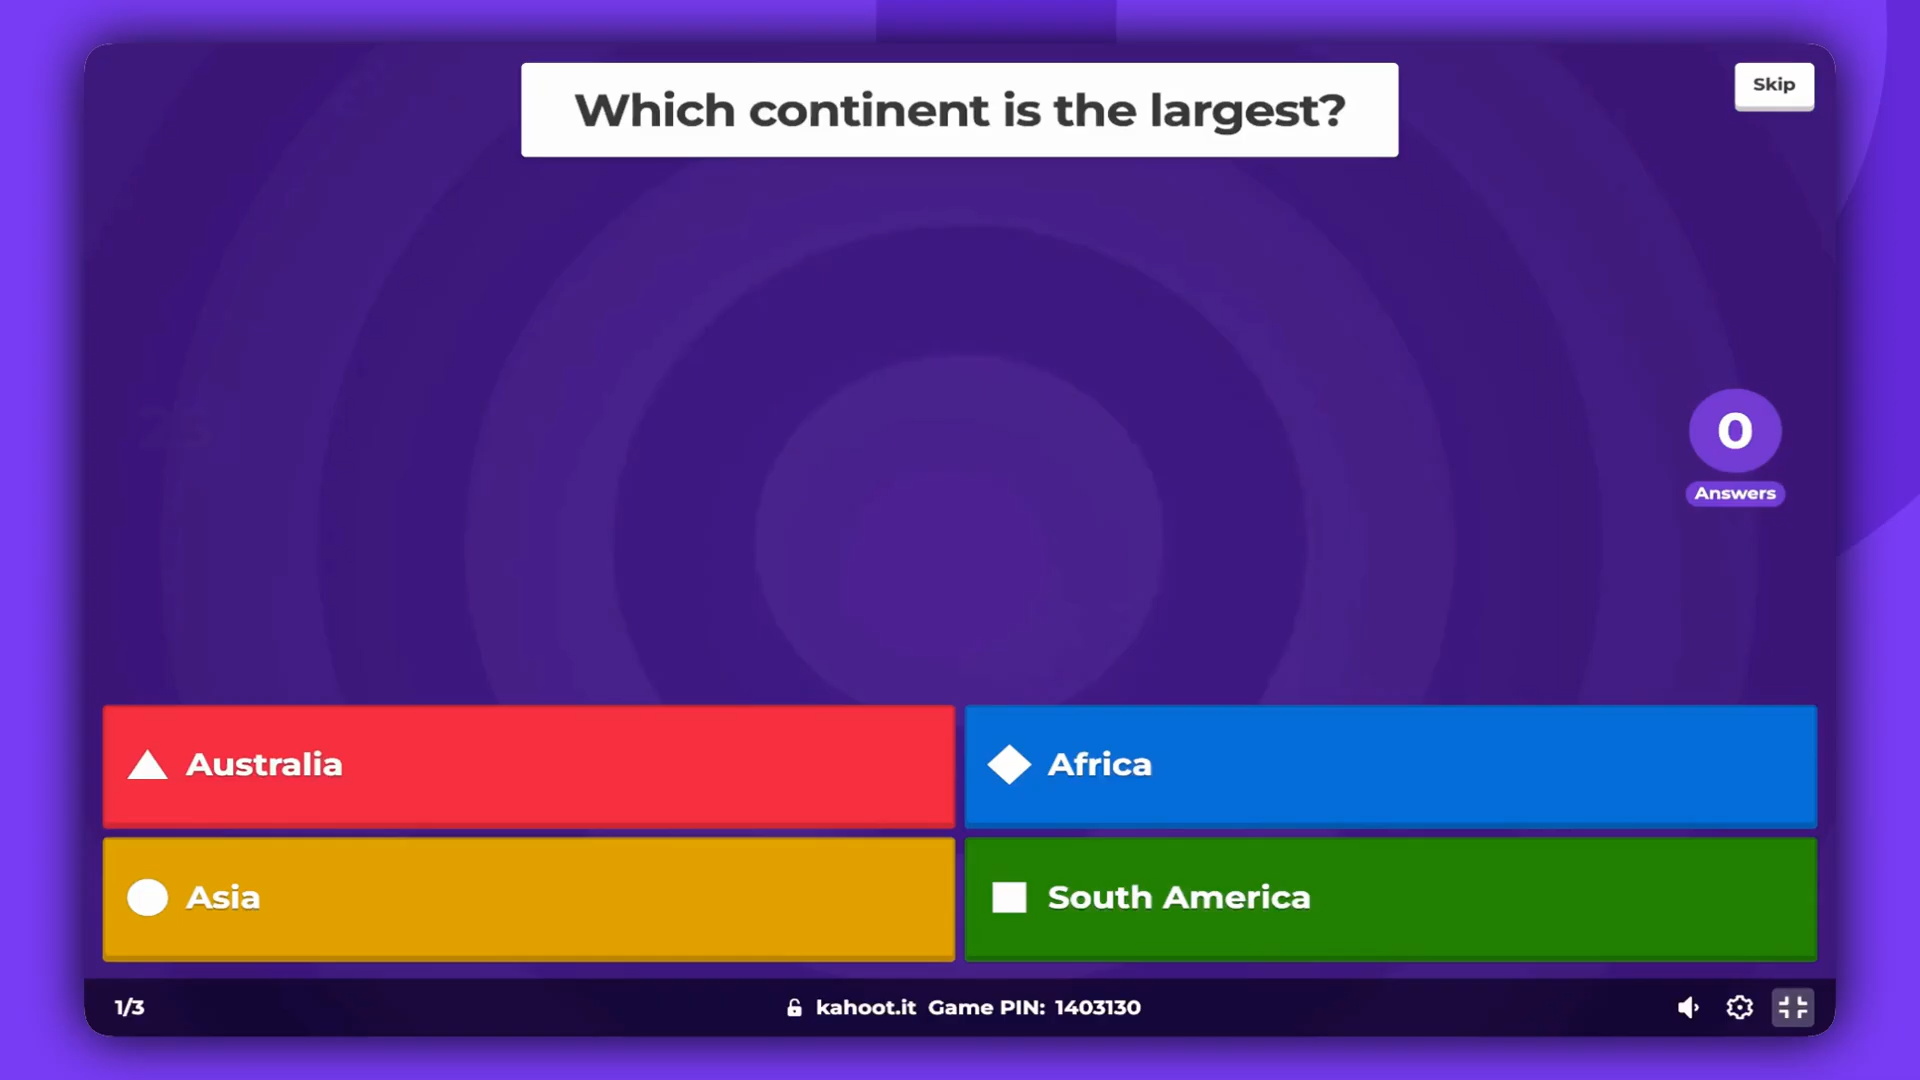 Which continent is the largest?
Skip
0
Answers
Australia
Africa
Asia
South America
1/3
kahoot.it Game PIN: 1403130